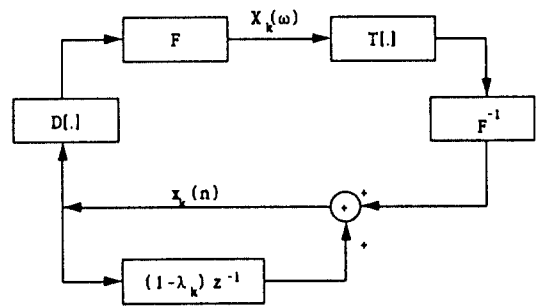 X_k(ω)
F
T[.]
D[.]
F^-1
x_k(n)
+
+
+
(1-λ_k) z^-1